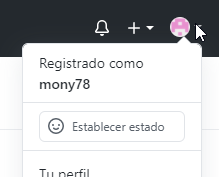 Registrado como
mony78
Establecer estado
Tu perfil